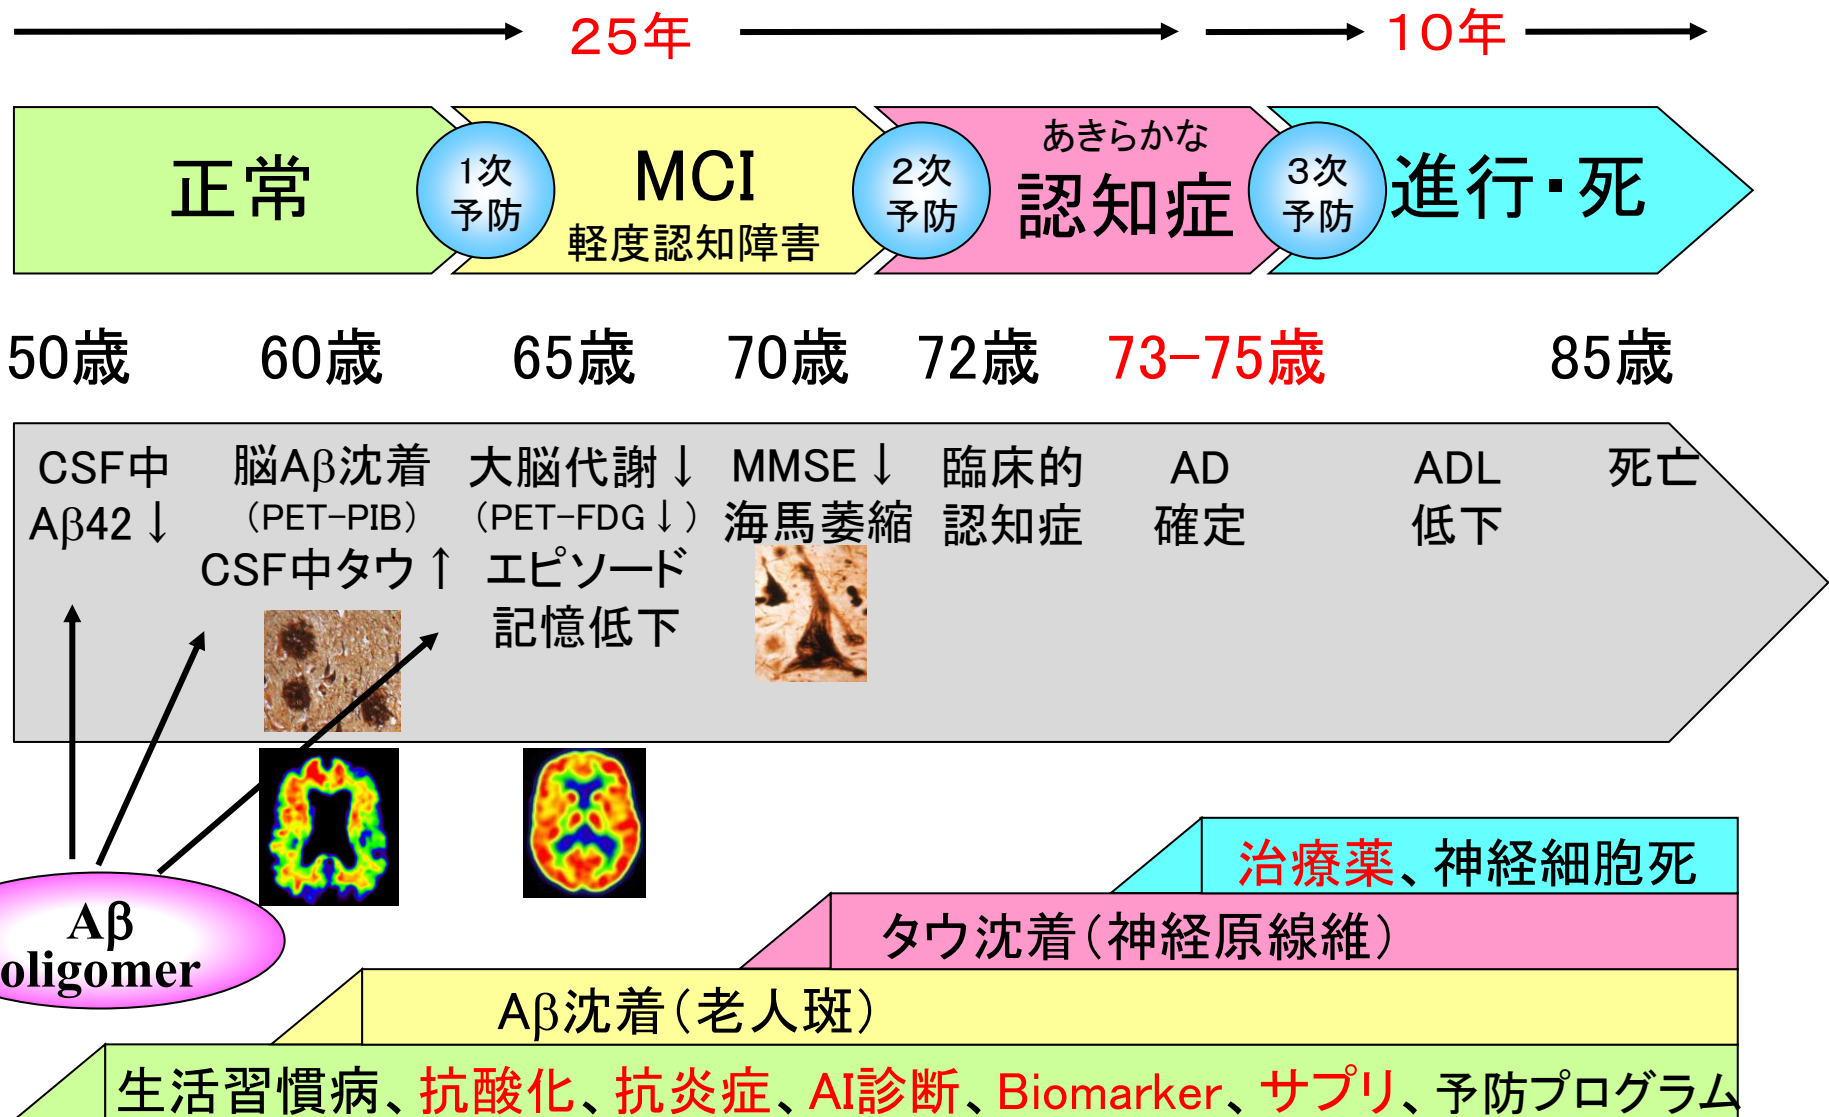 25年
10年
正常
1次
予防
MCI
軽度認知障害
2次
予防
あきらかな
認知症
3次
予防
進行・死
50歳
60歳
65歳
70歳
72歳
73-75歳
85歳
CSF中
Aβ42↓
脳Aβ沈着
(PET-PIB)
CSF中タウ↑
大脳代謝↓
(PET-FDG↓)
エピソード
記憶低下
MMSE↓
海馬萎縮
臨床的
認知症
AD
確定
ADL
低下
死亡
Aβ
oligomer
治療薬、神経細胞死
タウ沈着(神経原線維)
Aβ沈着(老人斑)
生活習慣病、抗酸化、抗炎症、AI診断、Biomarker、サプリ、予防プログラム